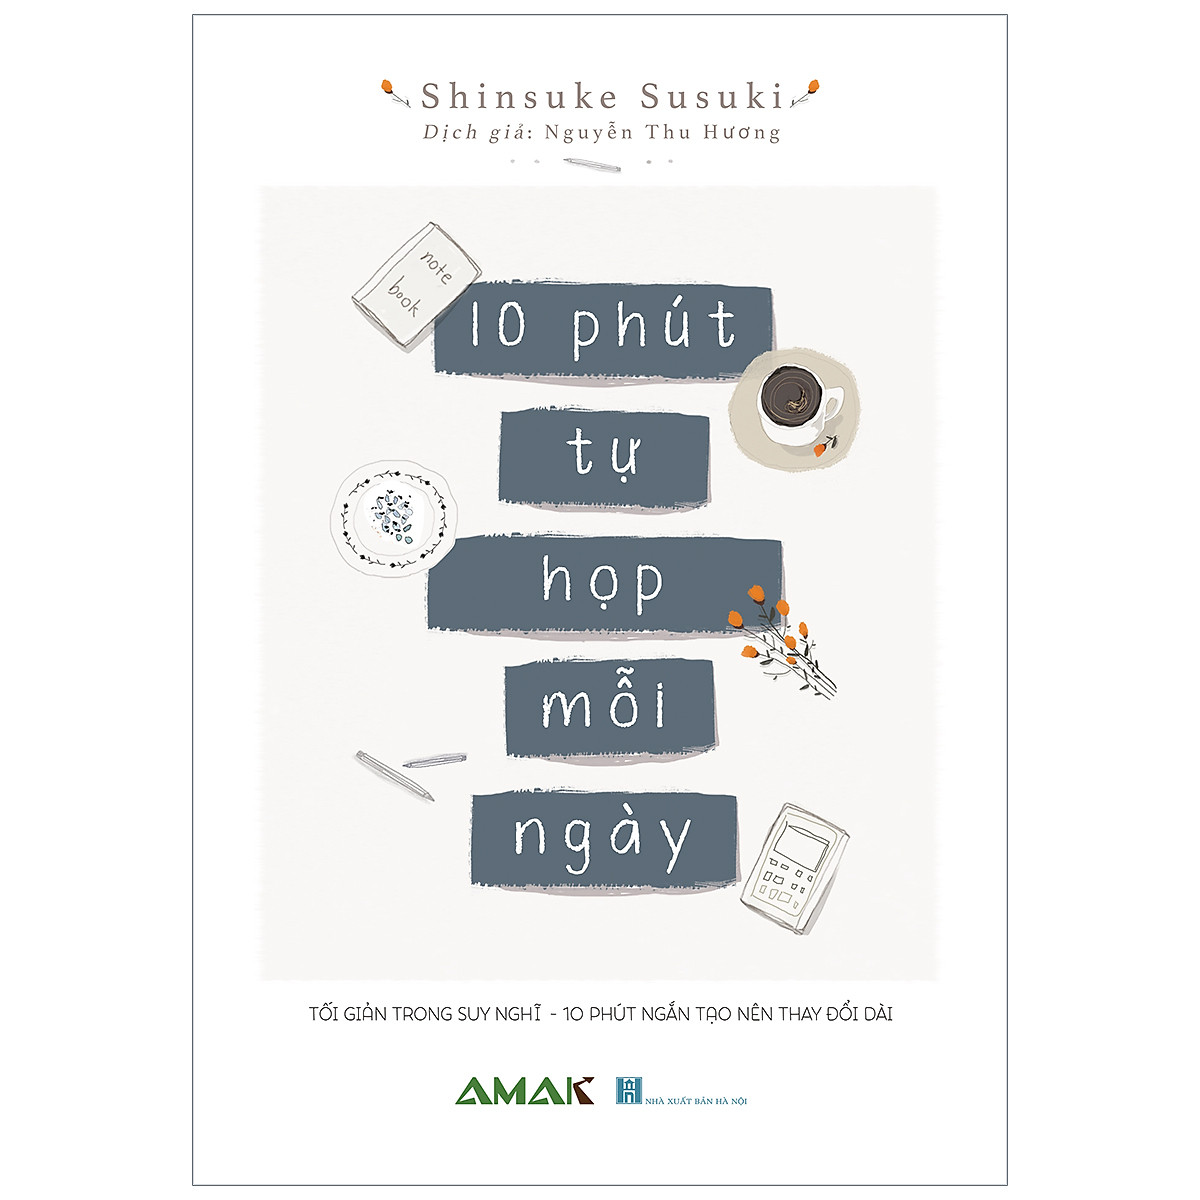 Shinsuke Susuki
Dịch giả: Nguyễn Thu Hương
note
book
10 phút
tự
họp
mỗi
ngày
TỐI GIẢN TRONG SUY NGHĨ - 10 PHÚT NGẮN TẠO NÊN THAY ĐỔI DÀI
AMAK
NHÀ XUẤT BẢN HÀ NỘI